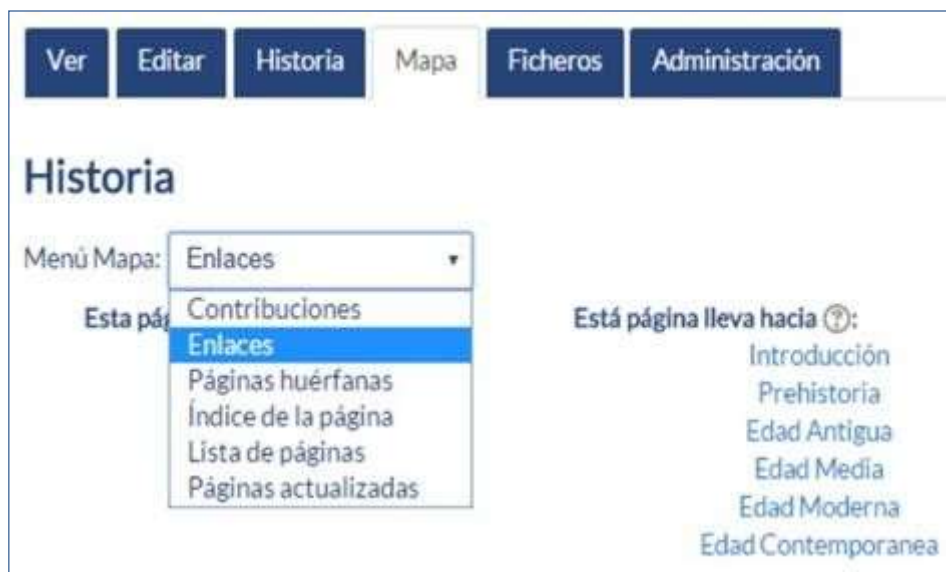 Ver Editar Historia Mapa Ficheros Administración
Historia
Menú Mapa: Enlaces
Esta
Contribuciones
Enlaces
Páginas huérfanas
Índice de la página
Lista de páginas
Páginas actualizadas
Está página lleva hacia ?:
Introducción
Prehistoria
Edad Antigua
Edad Media
Edad Moderna
Edad Contemporanea